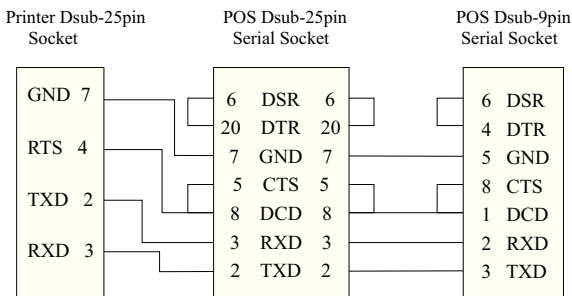 Printer Dsub-25pin
Socket
POS Dsub-25pin
Serial Socket
POS Dsub-9pin
Serial Socket
GND 7
RTS 4
TXD 2
RXD 3
6 DSR 6
20 DTR 20
7 GND 7
5 CTS 5
8 DCD 8
3 RXD 3
2 TXD 2
6 DSR
4 DTR
5 GND
8 CTS
1 DCD
2 RXD
3 TXD